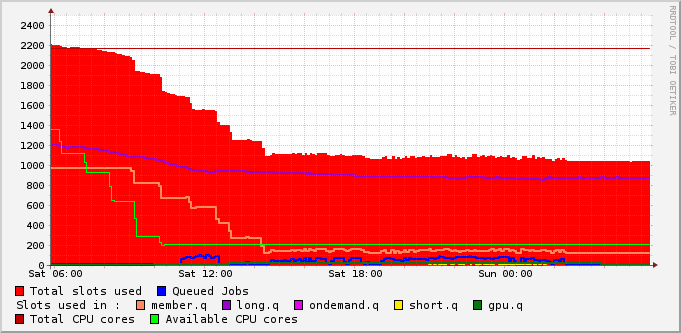 2400
2200
2000
1800
1600
1400
1200
1000
800
600
400
200
0
Sat 06:00 Sat 12:00 Sat 18:00 Sun 00:00
Total slots used Queued Jobs
Slots used in : member.q long.q ondemand.q short.q gpu.q
Total CPU cores Available CPU cores
RRDTOOL / TOBI OETIKER